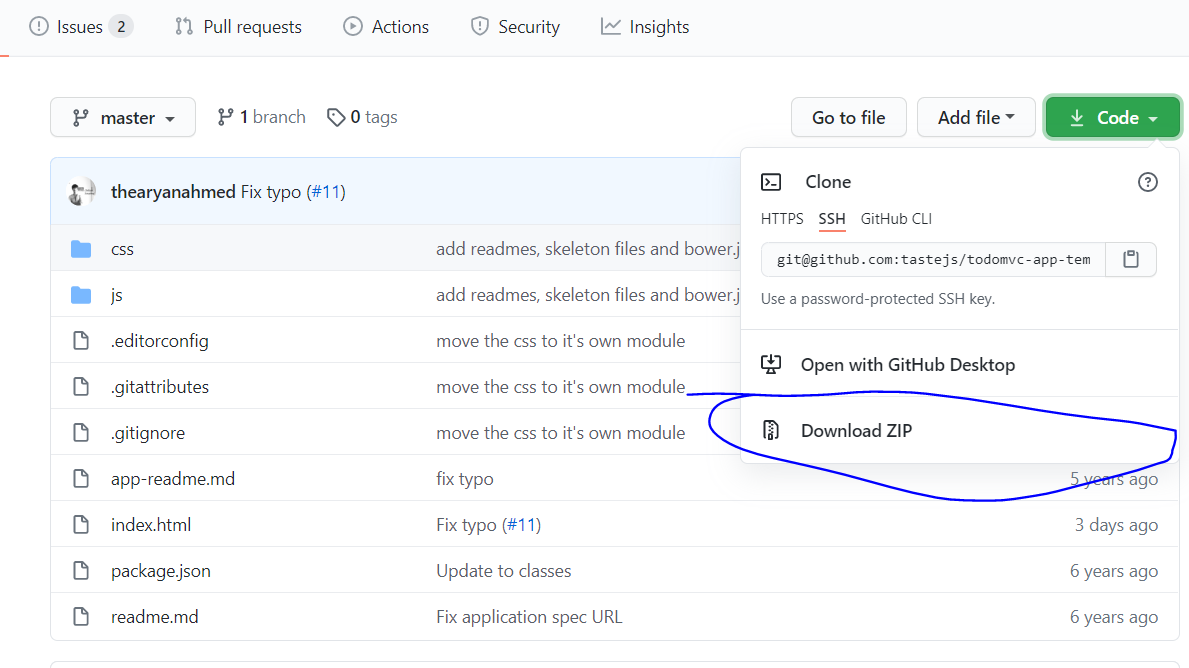 Issues 2 Pull requests Actions Security Insights
master 1 branch 0 tags Go to file Add file Code
thearyanahmed Fix typo (#11)
Clone
HTTPS SSH GitHub CLI
css add readmes, skeleton files and bower.j
git@github.com:tastejs/todomvc-app-tem
js add readmes, skeleton files and bower.j
Use a password-protected SSH key.
.editorconfig move the css to it's own module
Open with GitHub Desktop
.gitattributes move the css to it's own module
.gitignore move the css to it's own module
Download ZIP
app-readme.md fix typo 5 years ago
index.html Fix typo (#11) 3 days ago
package.json Update to classes 6 years ago
readme.md Fix application spec URL 6 years ago